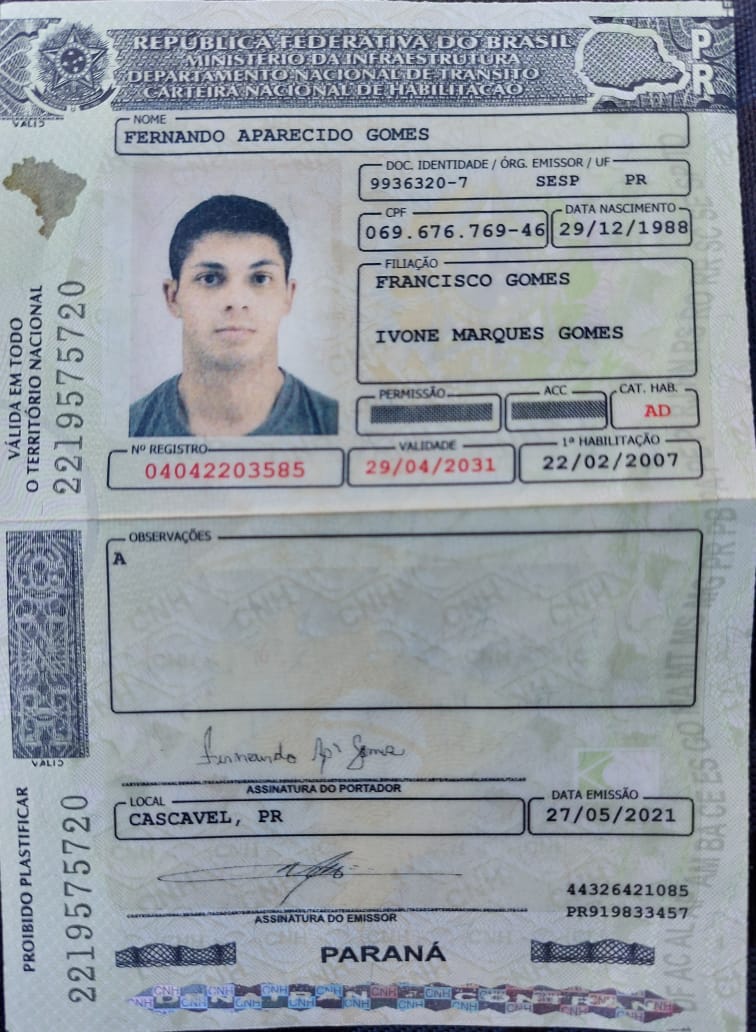 REPÚBLICA FEDERATIVA DO BRASIL
MINISTÉRIO DA INFRAESTRUTURA
DEPARTAMENTO NACIONAL DE TRÂNSITO
CARTEIRA NACIONAL DE HABILITAÇÃO
PR
VALID
NOME
FERNANDO APARECIDO GOMES
DOC. IDENTIDADE / ÓRG. EMISSOR / UF
9936320-7 SESP PR
CPF
069.676.769-46
DATA NASCIMENTO
29/12/1988
FILIAÇÃO
FRANCISCO GOMES
IVONE MARQUES GOMES
PERMISSÃO
ACC
CAT. HAB.
AD
Nº REGISTRO
04042203585
VALIDADE
29/04/2031
1ª HABILITAÇÃO
22/02/2007
VÁLIDA EM TODO
O TERRITÓRIO NACIONAL
2219575720
OBSERVAÇÕES
A
VALID
Fernando Apº Gomes
ASSINATURA DO PORTADOR
LOCAL
CASCAVEL, PR
DATA EMISSÃO
27/05/2021
ASSINATURA DO EMISSOR
44326421085
PR919833457
PROIBIDO PLASTIFICAR
2219575720
PARANÁ